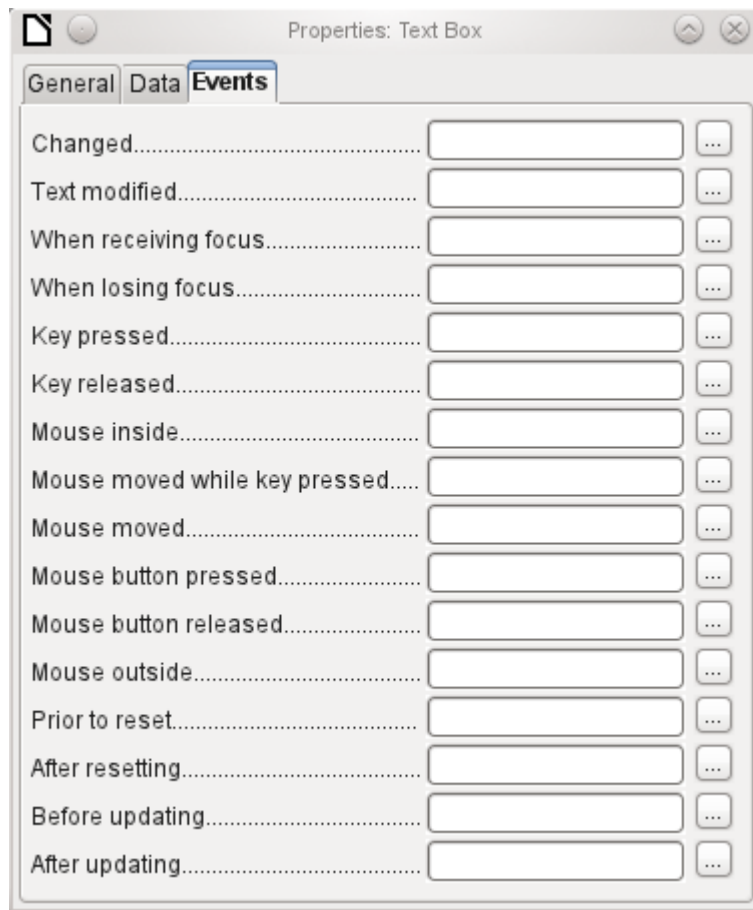 Properties: Text Box
General Data Events
Changed................................................ ...
Text modified........................................ ...
When receiving focus.......................... ...
When losing focus............................... ...
Key pressed.......................................... ...
Key released......................................... ...
Mouse inside........................................ ...
Mouse moved while key pressed..... ...
Mouse moved....................................... ...
Mouse button pressed........................ ...
Mouse button released....................... ...
Mouse outside...................................... ...
Prior to reset......................................... ...
After resetting........................................ ...
Before updating.................................... ...
After updating........................................ ...